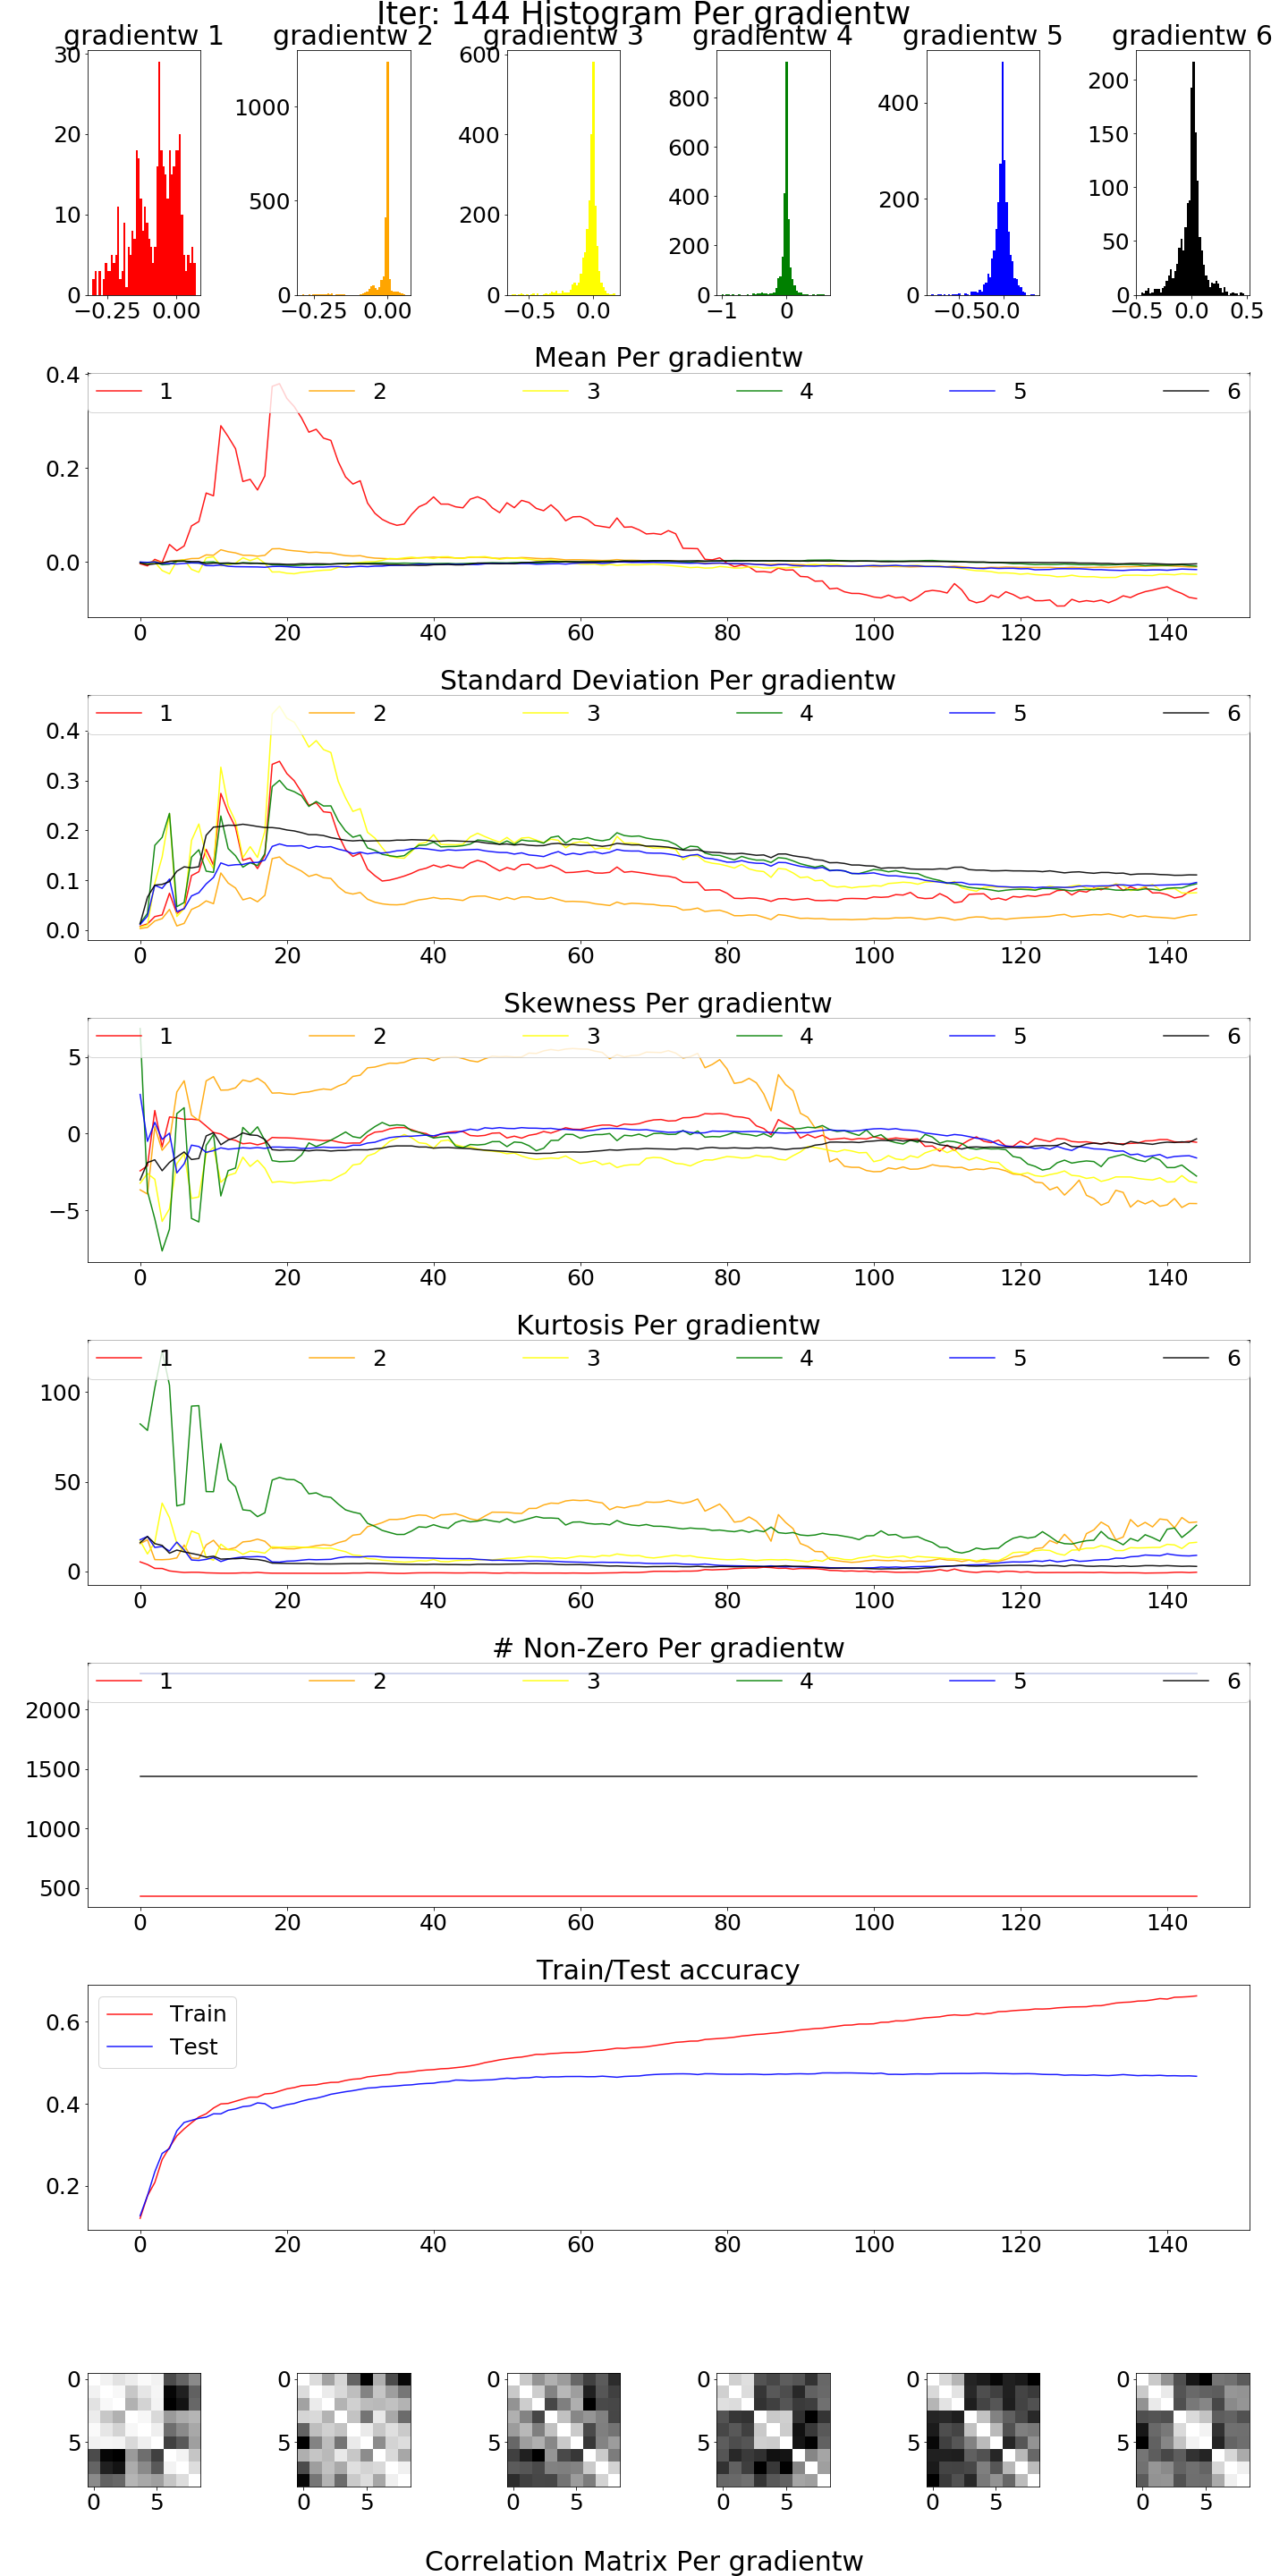 Iter: 144 Histogram Per gradientw
gradientw 1 gradientw 2 gradientw 3 gradientw 4 gradientw 5 gradientw 6
30
20
10
0
−0.25 0.00
1000
500
0
−0.25 0.00
600
400
200
0
−0.5 0.0
800
600
400
200
0
−1 0
400
200
0
−0.50.0
200
150
100
50
0
−0.5 0.0 0.5
Mean Per gradientw
1 2 3 4 5 6
0.4
0.2
0.0
0 20 40 60 80 100 120 140
Standard Deviation Per gradientw
1 2 3 4 5 6
0.4
0.3
0.2
0.1
0.0
0 20 40 60 80 100 120 140
Skewness Per gradientw
1 2 3 4 5 6
5
0
−5
0 20 40 60 80 100 120 140
Kurtosis Per gradientw
1 2 3 4 5 6
100
50
0
0 20 40 60 80 100 120 140
# Non-Zero Per gradientw
1 2 3 4 5 6
2000
1500
1000
500
0 20 40 60 80 100 120 140
Train/Test accuracy
Train
Test
0.6
0.4
0.2
0 20 40 60 80 100 120 140
0 0 0 0 0 0
5 5 5 5 5 5
0 5 0 5 0 5 0 5 0 5 0 5
Correlation Matrix Per gradientw